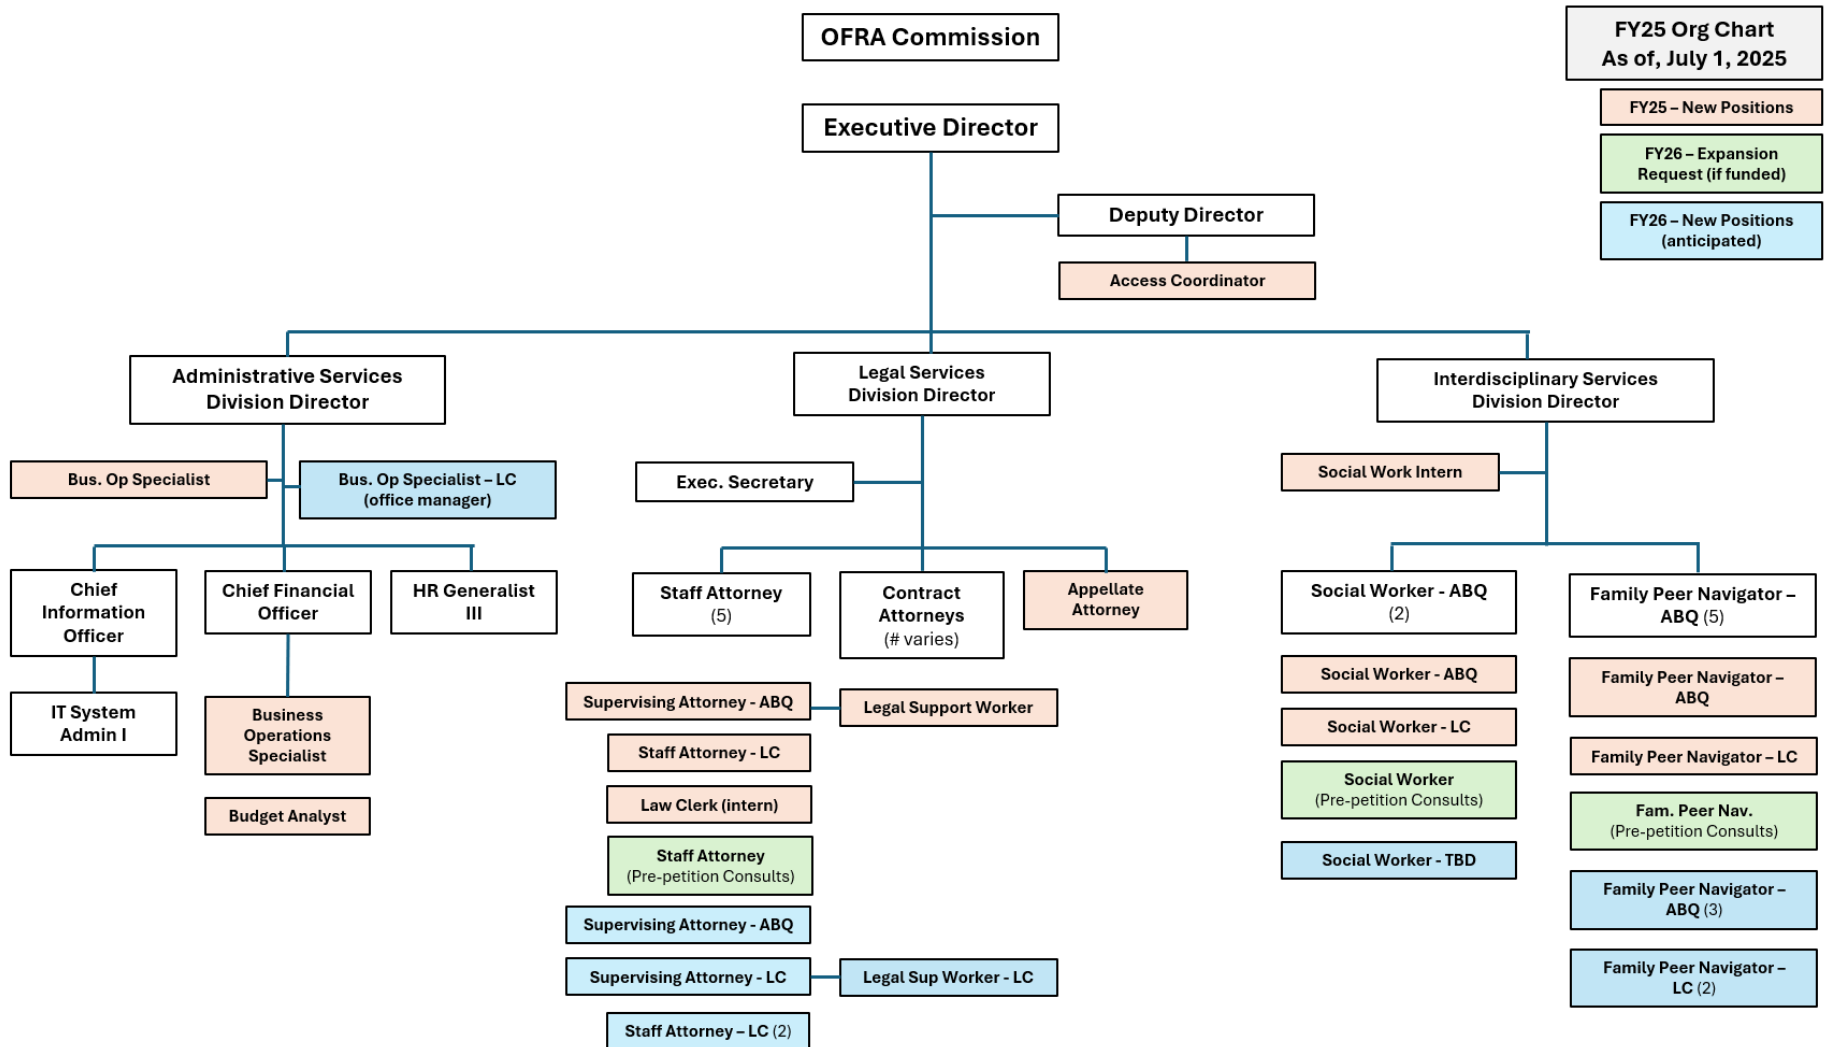 OFRA Commission
FY25 Org Chart
As of, July 1, 2025
FY25 – New Positions
FY26 – Expansion
Request (if funded)
FY26 – New Positions
(anticipated)
Executive Director
Deputy Director
Access Coordinator
Administrative Services
Division Director
Bus. Op Specialist
Bus. Op Specialist – LC
(office manager)
Chief
Information
Officer
IT System
Admin I
Chief Financial
Officer
Business
Operations
Specialist
Budget Analyst
HR Generalist
III
Legal Services
Division Director
Exec. Secretary
Staff Attorney
(5)
Contract
Attorneys
(# varies)
Appellate
Attorney
Supervising Attorney - ABQ
Legal Support Worker
Staff Attorney - LC
Law Clerk (intern)
Staff Attorney
(Pre-petition Consults)
Supervising Attorney - ABQ
Supervising Attorney - LC
Legal Sup Worker - LC
Staff Attorney – LC (2)
Interdisciplinary Services
Division Director
Social Work Intern
Social Worker - ABQ
(2)
Social Worker - ABQ
Social Worker - LC
Social Worker
(Pre-petition Consults)
Social Worker - TBD
Family Peer Navigator –
ABQ (5)
Family Peer Navigator –
ABQ
Family Peer Navigator – LC
Fam. Peer Nav.
(Pre-petition Consults)
Family Peer Navigator –
ABQ (3)
Family Peer Navigator –
LC (2)